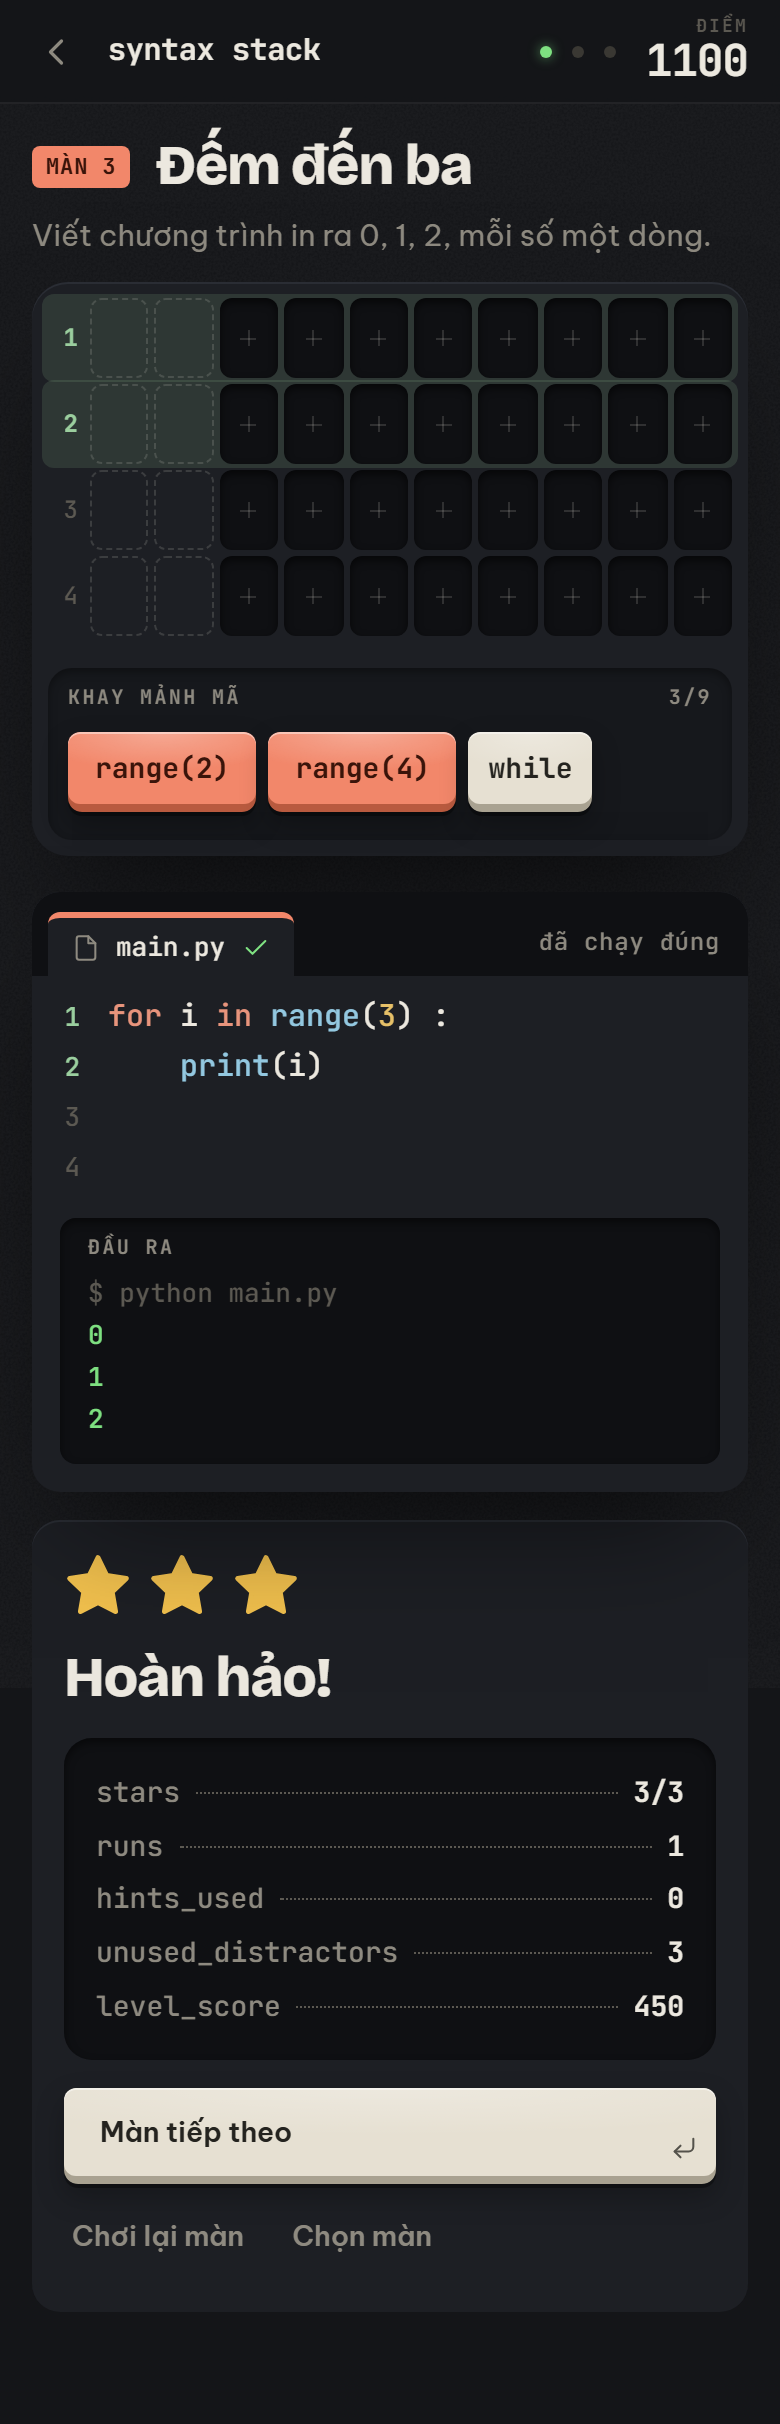 syntax stack
ĐIỂM
1100
MÀN 3
Đếm đến ba
Viết chương trình in ra 0, 1, 2, mỗi số một dòng.
1
2
3
4
KHAY MẢNH MÃ 3/9
range(2) range(4) while
main.py đã chạy đúng
1 for i in range(3) :
2 print(i)
3
4
ĐẦU RA
$ python main.py
0
1
2
Hoàn hảo!
stars 3/3
runs 1
hints_used 0
unused_distractors 3
level_score 450
Màn tiếp theo
Chơi lại màn Chọn màn